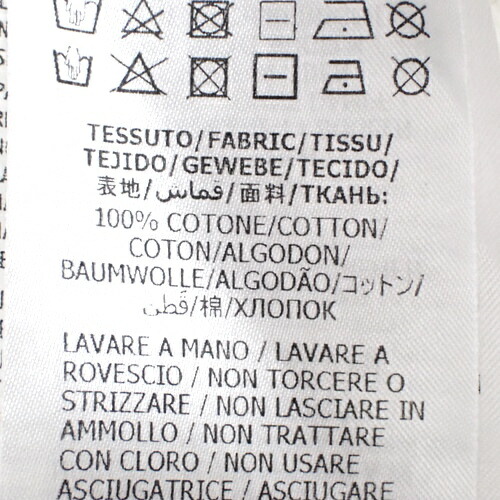 TESSUTO/FABRIC/TISSU/
TEJIDO/GEWEBE/TECIDO/
表地/قماش/面料/ТКАНЬ:
100% COTONE/COTTON/
COTON/ALGODON/
BAUMWOLLE/ALGODÃO/コットン/
قطن/棉/ХЛОПОК
LAVARE A MANO / LAVARE A
ROVESCIO / NON TORCERE O
STRIZZARE / NON LASCIARE IN
AMMOLLO / NON TRATTARE
CON CLORO / NON USARE
ASCIUGATRICE / ASCIUGARE